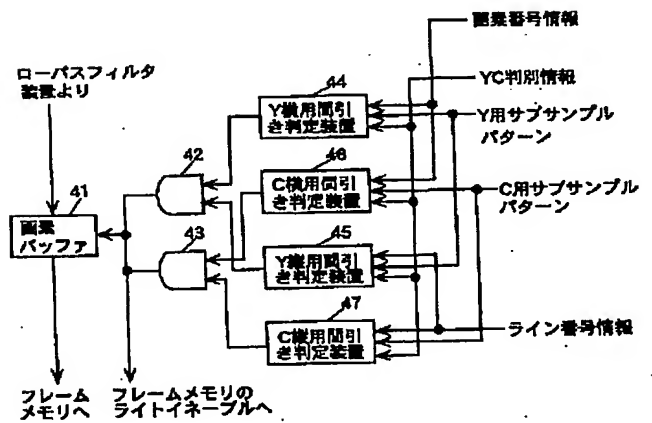 画素番号情報
ローパスフィルタ
装置より
YC判別情報
44
Y横用間引
き判定装置
Y用サブサンプル
パターン
42
46
C横用間引
き判定装置
C用サブサンプル
パターン
41
画素
バッファ
43
45
Y縦用間引
き判定装置
47
C縦用間引
き判定装置
ライン番号情報
フレーム
メモリへ
フレームメモリの
ライトイネーブルへ